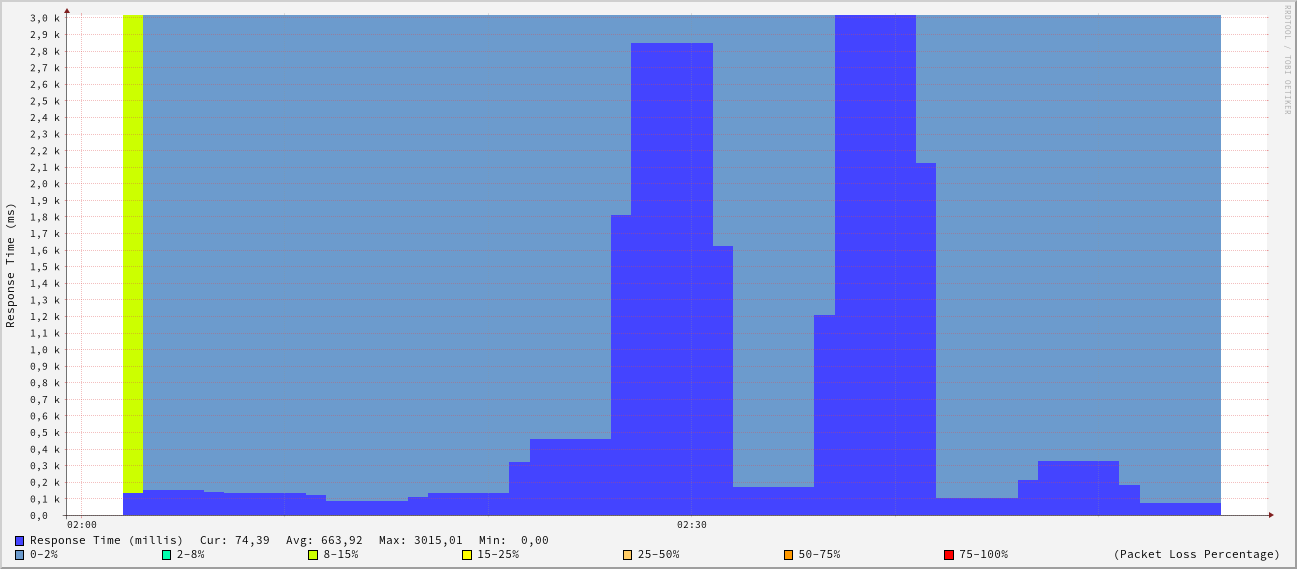 3,0 k
2,9 k
2,8 k
2,7 k
2,6 k
2,5 k
2,4 k
2,3 k
2,2 k
2,1 k
2,0 k
1,9 k
1,8 k
1,7 k
1,6 k
1,5 k
1,4 k
1,3 k
1,2 k
1,1 k
1,0 k
0,9 k
0,8 k
0,7 k
0,6 k
0,5 k
0,4 k
0,3 k
0,2 k
0,1 k
0,0
Response Time (ms)
RRDTOOL / TOBI OETIKER
02:00 02:30
Response Time (millis) Cur: 74,39 Avg: 663,92 Max: 3015,01 Min: 0,00
0-2% 2-8% 8-15% 15-25% 25-50% 50-75% 75-100% (Packet Loss Percentage)